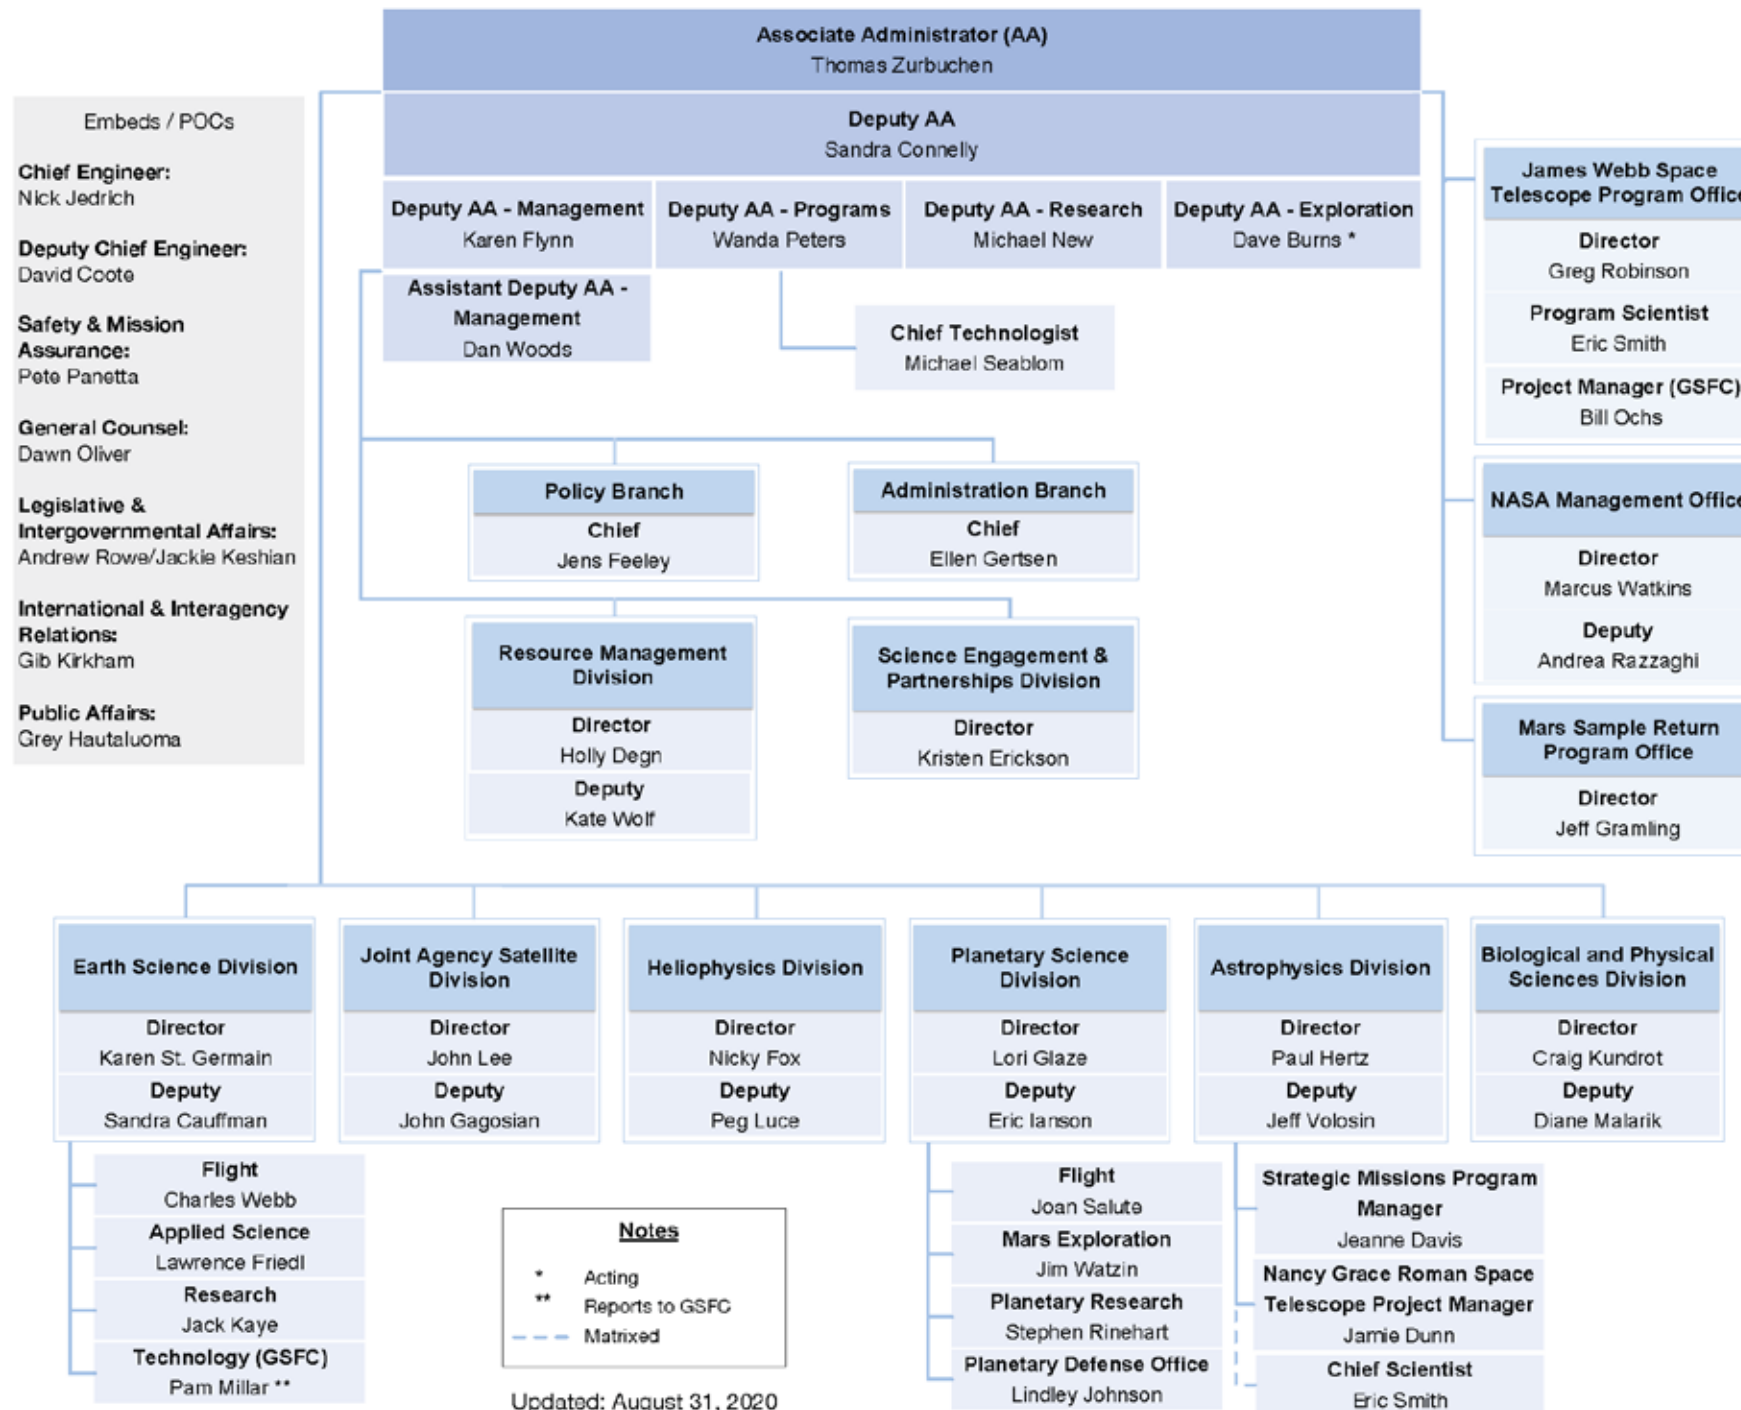 Associate Administrator (AA)
Thomas Zurbuchen
Deputy AA
Sandra Connelly
Deputy AA - Management
Karen Flynn
Deputy AA - Programs
Wanda Peters
Deputy AA - Research
Michael New
Deputy AA - Exploration
Dave Burns *
Assistant Deputy AA -
Management
Dan Woods
Chief Technologist
Michael Seablom
Embeds / POCs
Chief Engineer:
Nick Jedrich
Deputy Chief Engineer:
David Coote
Safety & Mission
Assurance:
Pete Panetta
General Counsel:
Dawn Oliver
Legislative &
Intergovernmental Affairs:
Andrew Rowe/Jackie Keshian
International & Interagency
Relations:
Gib Kirkham
Public Affairs:
Grey Hautaluoma
Policy Branch
Chief
Jens Feeley
Administration Branch
Chief
Ellen Gertsen
Resource Management
Division
Director
Holly Degn
Deputy
Kate Wolf
Science Engagement &
Partnerships Division
Director
Kristen Erickson
James Webb Space
Telescope Program Office
Director
Greg Robinson
Program Scientist
Eric Smith
Project Manager (GSFC)
Bill Ochs
NASA Management Office
Director
Marcus Watkins
Deputy
Andrea Razzaghi
Mars Sample Return
Program Office
Director
Jeff Gramling
Earth Science Division
Director
Karen St. Germain
Deputy
Sandra Cauffman
Flight
Charles Webb
Applied Science
Lawrence Friedl
Research
Jack Kaye
Technology (GSFC)
Pam Millar **
Joint Agency Satellite
Division
Director
John Lee
Deputy
John Gagosian
Heliophysics Division
Director
Nicky Fox
Deputy
Peg Luce
Planetary Science
Division
Director
Lori Glaze
Deputy
Eric Ianson
Flight
Joan Salute
Mars Exploration
Jim Watzin
Planetary Research
Stephen Rinehart
Planetary Defense Office
Lindley Johnson
Astrophysics Division
Director
Paul Hertz
Deputy
Jeff Volosin
Strategic Missions Program
Manager
Jeanne Davis
Nancy Grace Roman Space
Telescope Project Manager
Jamie Dunn
Chief Scientist
Eric Smith
Biological and Physical
Sciences Division
Director
Craig Kundrot
Deputy
Diane Malarik
Notes
* Acting
** Reports to GSFC
Matrixed
Updated: August 31, 2020